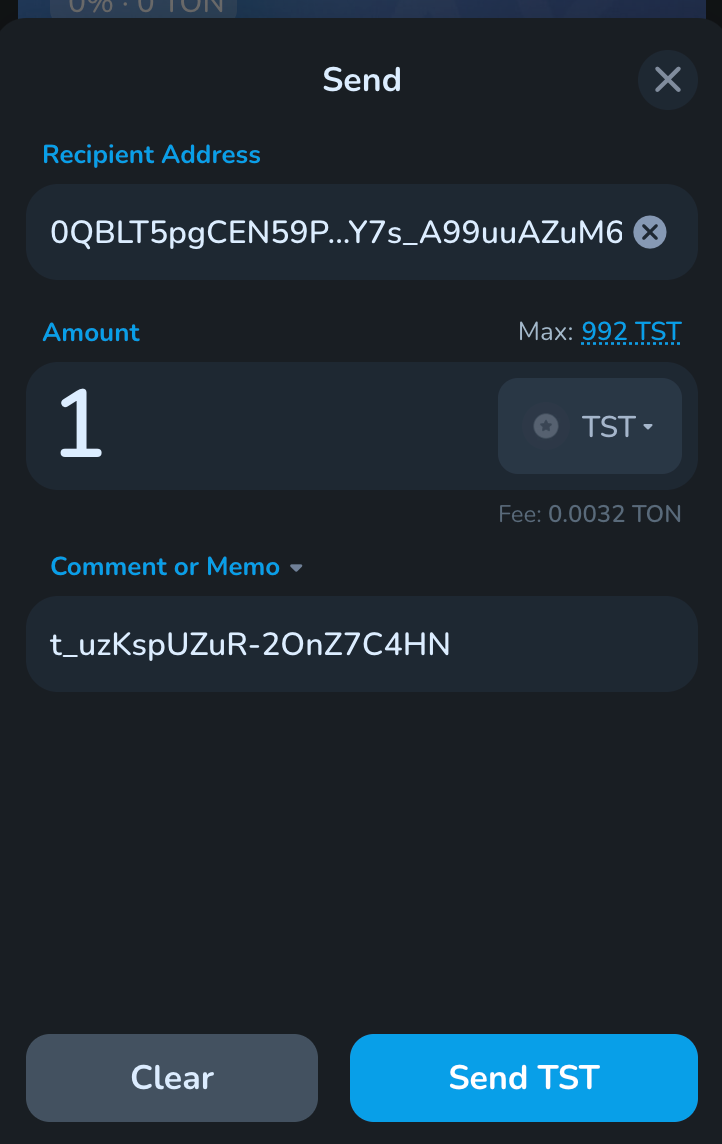 0% · 0 TON
Send
Recipient Address
0QBLT5pgCEN59P...Y7s_A99uuAZuM6
Amount
Max: 992 TST
1
TST
Fee: 0.0032 TON
Comment or Memo
t_uzKspUZuR-2OnZ7C4HN
Clear
Send TST